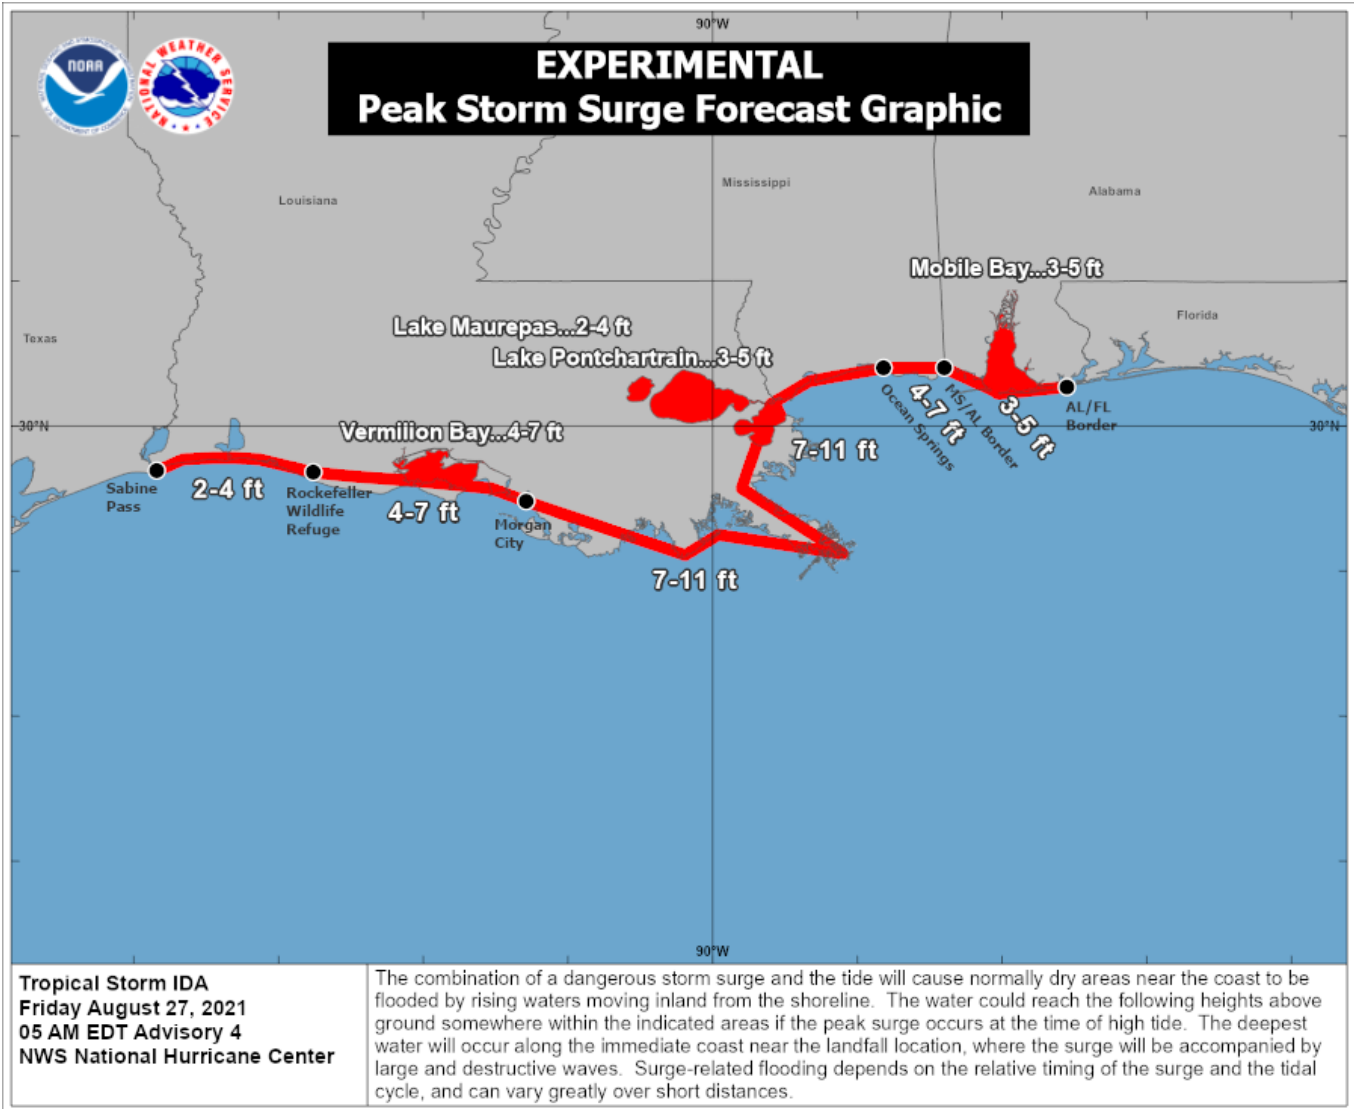 90°W
EXPERIMENTAL
Peak Storm Surge Forecast Graphic
NOAA
NATIONAL WEATHER SERVICE
Mississippi
Alabama
Louisiana
Mobile Bay...3-5 ft
Florida
Lake Maurepas...2-4 ft
Texas
Lake Pontchartrain...3-5 ft
Ocean Springs
4-7 ft
MS/AL Border
3-5 ft
AL/FL
Border
30°N
30°N
Vermilion Bay...4-7 ft
7-11 ft
Sabine
Pass
2-4 ft
Rockefeller
Wildlife
Refuge
4-7 ft
Morgan
City
7-11 ft
90°W
Tropical Storm IDA
Friday August 27, 2021
05 AM EDT Advisory 4
NWS National Hurricane Center
The combination of a dangerous storm surge and the tide will cause normally dry areas near the coast to be
flooded by rising waters moving inland from the shoreline.  The water could reach the following heights above
ground somewhere within the indicated areas if the peak surge occurs at the time of high tide.  The deepest
water will occur along the immediate coast near the landfall location, where the surge will be accompanied by
large and destructive waves.  Surge-related flooding depends on the relative timing of the surge and the tidal
cycle, and can vary greatly over short distances.